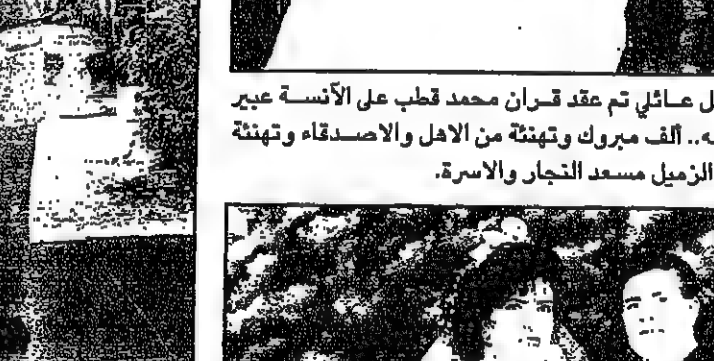 ل عائلي تم عقد قران محمد قطب على الآنسة عبير
ه.. ألف مبروك وتهنئة من الاهل والاصدقاء وتهنئة
الزميل مسعد النجار والاسرة.